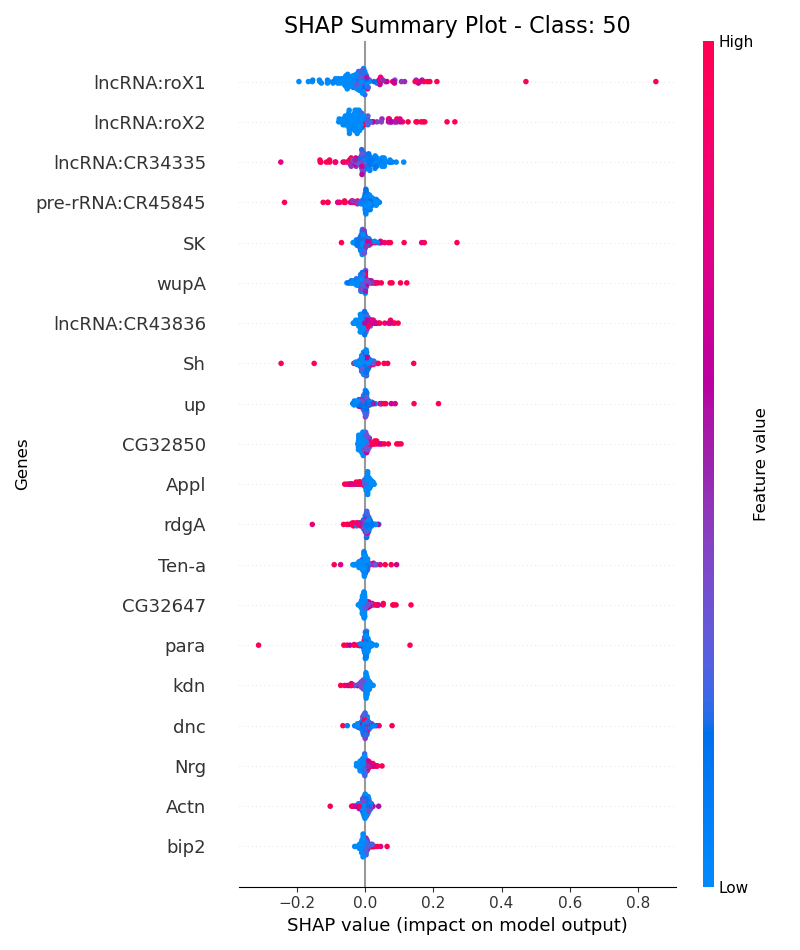 SHAP Summary Plot - Class: 50
High
lncRNA:roX1
lncRNA:roX2
lncRNA:CR34335
pre-rRNA:CR45845
SK
wupA
lncRNA:CR43836
Sh
up
CG32850
Appl
rdgA
Ten-a
CG32647
para
kdn
dnc
Nrg
Actn
bip2
Genes
Feature value
Low
−0.2 0.0 0.2 0.4 0.6 0.8
SHAP value (impact on model output)